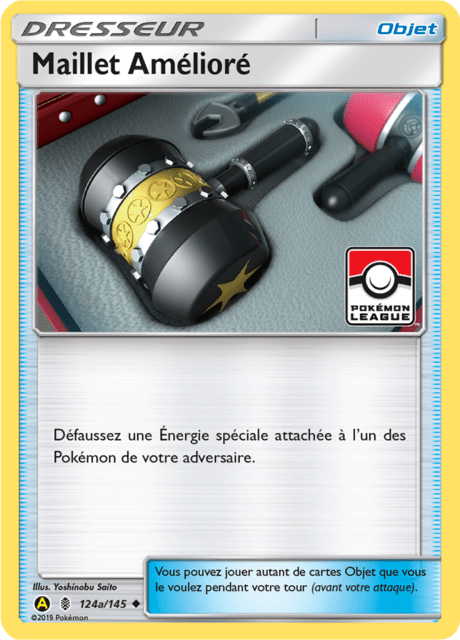 DRESSEUR
Objet
Maillet Amélioré
POKÉMON
LEAGUE
Défaussez une Énergie spéciale attachée à l'un des
Pokémon de votre adversaire.
Illus. Yoshinobu Saito
Vous pouvez jouer autant de cartes Objet que vous
le voulez pendant votre tour (avant votre attaque).
A 124a/145
©2019 Pokémon